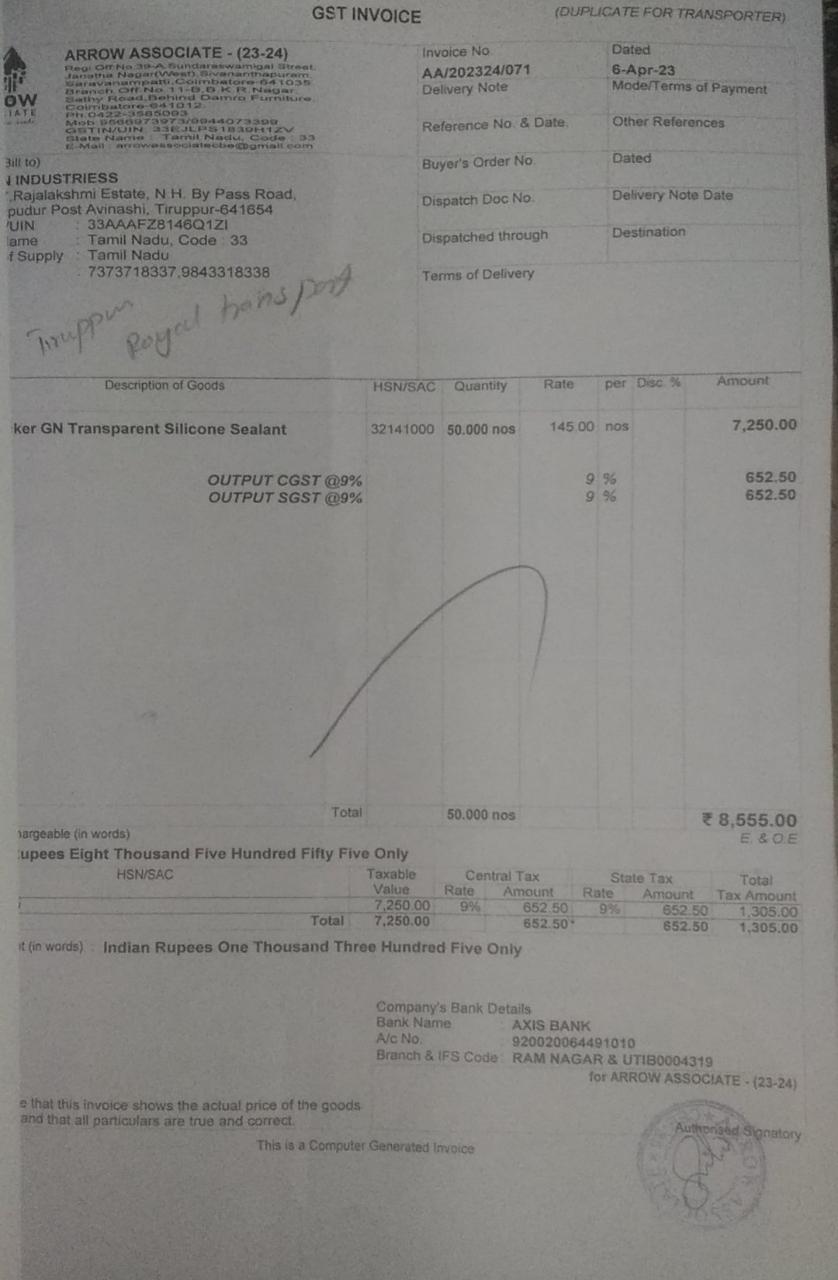 GST INVOICE
(DUPLICATE FOR TRANSPORTER)
OW
IATE
ARROW ASSOCIATE - (23-24)
Regi Off No.39-A Sundaraswamigal Street,
Janatha Nagar(West),Sivananthapuram,
Saravanampatti,Coimbatore-641035
Branch Off No 11-B,B.K.R.Nagar,
Sathy Road,Behind Damro Furniture,
Coimbatore-641012.
Ph.0422-3585093
Mob 9566973973/9944073399
GSTIN/UIN: 33EJLPS1839H1ZV
State Name : Tamil Nadu, Code : 33
E-Mail : arrowassociatecbe@gmail.com
Invoice No.
AA/202324/071
Dated
6-Apr-23
Delivery Note
Mode/Terms of Payment
Reference No. & Date.
Other References
Buyer's Order No.
Dated
Dispatch Doc No.
Delivery Note Date
Dispatched through
Destination
Terms of Delivery
Bill to)
INDUSTRIESS
Rajalakshmi Estate, N.H. By Pass Road,
pudur Post Avinashi, Tiruppur-641654
/UIN : 33AAAFZ8146Q1ZI
ame : Tamil Nadu, Code : 33
f Supply : Tamil Nadu
: 7373718337,9843318338
Tiruppur
Royal transport
Description of Goods HSN/SAC Quantity Rate per Disc. % Amount
ker GN Transparent Silicone Sealant 32141000 50.000 nos 145.00 nos 7,250.00
OUTPUT CGST @9% 9 % 652.50
OUTPUT SGST @9% 9 % 652.50
Total 50.000 nos ₹ 8,555.00
hargeable (in words) E. & O.E
upees Eight Thousand Five Hundred Fifty Five Only
HSN/SAC Taxable Value Central Tax Rate Amount State Tax Rate Amount Total Tax Amount
7,250.00 9% 652.50 9% 652.50 1,305.00
Total 7,250.00 652.50 652.50 1,305.00
t (in words) : Indian Rupees One Thousand Three Hundred Five Only
Company's Bank Details
Bank Name : AXIS BANK
A/c No. : 920020064491010
Branch & IFS Code : RAM NAGAR & UTIB0004319
for ARROW ASSOCIATE - (23-24)
e that this invoice shows the actual price of the goods
and that all particulars are true and correct.
Authorised Signatory
This is a Computer Generated Invoice